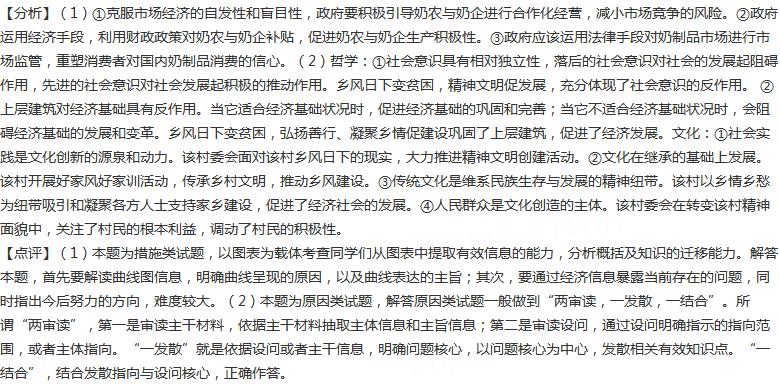 【分析】（1）①克服市场经济的自发性和盲目性，政府要积极引导奶农与奶企进行合作化经营，减小市场竞争的风险。②政府
运用经济手段，利用财政政策对奶农与奶企补贴，促进奶农与奶企生产积极性。③政府应该运用法律手段对奶制品市场进行市
场监管，重塑消费者对国内奶制品消费的信心。（2）哲学：①社会意识具有相对独立性，落后的社会意识对社会的发展起阻碍
作用，先进的社会意识对社会发展起积极的推动作用。乡风日下变贫困，精神文明促发展，充分体现了社会意识的反作用。 ②
上层建筑对经济基础具有反作用。当它适合经济基础状况时，促进经济基础的巩固和完善；当它不适合经济基础状况时，会阻
碍经济基础的发展和变革。乡风日下变贫困，弘扬善行、凝聚乡情促建设巩固了上层建筑，促进了经济发展。文化：①社会实
践是文化创新的源泉和动力。该村委会面对该村乡风日下的现实，大力推进精神文明创建活动。②文化在继承的基础上发展。
该村开展好家风好家训活动，传承乡村文明，推动乡风建设。③传统文化是维系民族生存与发展的精神纽带。该村以乡情乡愁
为纽带吸引和凝聚各方人士支持家乡建设，促进了经济社会的发展。④人民群众是文化创造的主体。该村委会在转变该村精神
面貌中，关注了村民的根本利益，调动了村民的积极性。
【点评】（1）本题为措施类试题，以图表为载体考查同学们从图表中提取有效信息的能力，分析概括及知识的迁移能力。解答
本题，首先要解读曲线图信息，明确曲线呈现的原因，以及曲线表达的主旨；其次，要通过经济信息暴露当前存在的问题，同
时指出今后努力的方向，难度较大。（2）本题为原因类试题，解答原因类试题一般做到“两审读，一发散，一结合”。所
谓“两审读”，第一是审读主干材料，依据主干材料抽取主体信息和主旨信息；第二是审读设问，通过设问明确指示的指向范
围，或者主体指向。“一发散”就是依据设问或者主干信息，明确问题核心，以问题核心为中心，发散相关有效知识点。“一
结合”，结合发散指向与设问核心，正确作答。